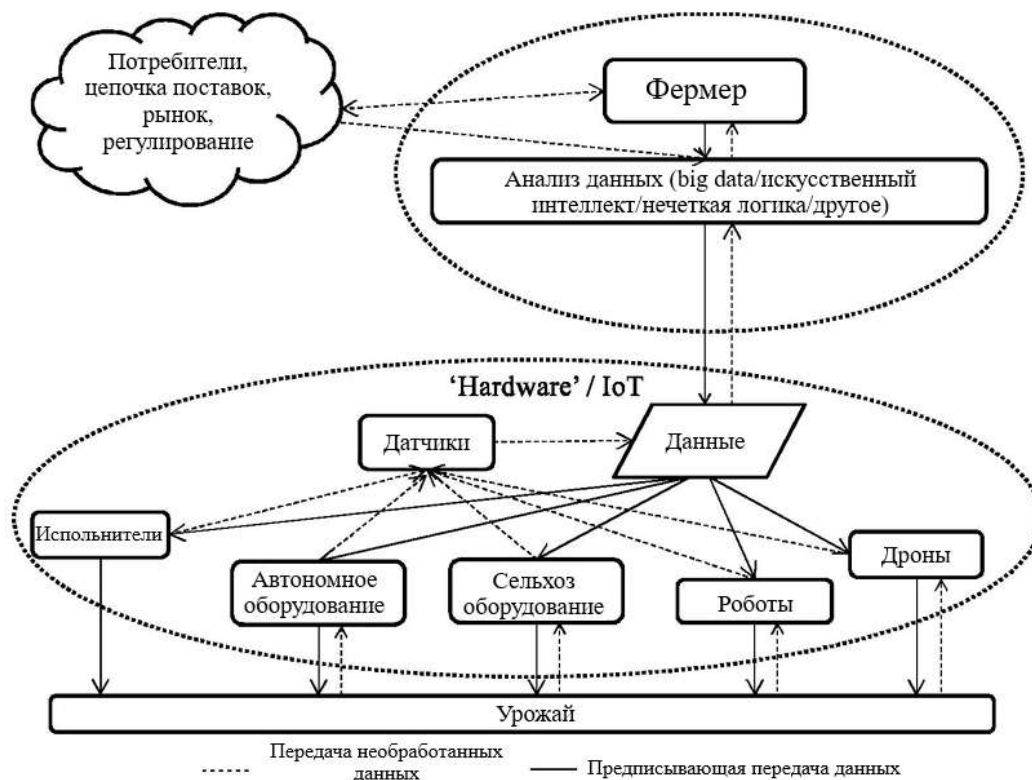 Потребители,
цепочка поставок,
рынок,
регулирование
Фермер
Анализ данных (big data/искусственный
интеллект/нечеткая логика/другое)
‘Hardware’ / IoT
Датчики
Данные
Испольнители
Автономное
оборудование
Сельхоз
оборудование
Роботы
Дроны
Урожай
Передача необработанных
данных
Предписывающая передача данных